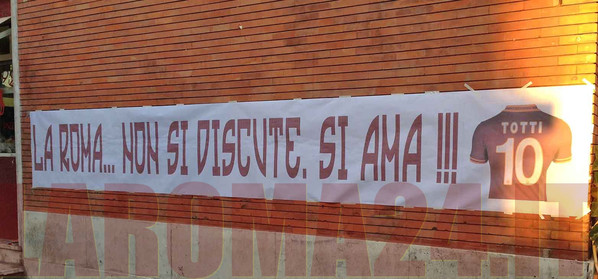 LA ROMA... NON SI DISCUTE, SI AMA !!!
TOTTI
10
LAROMA24.IT